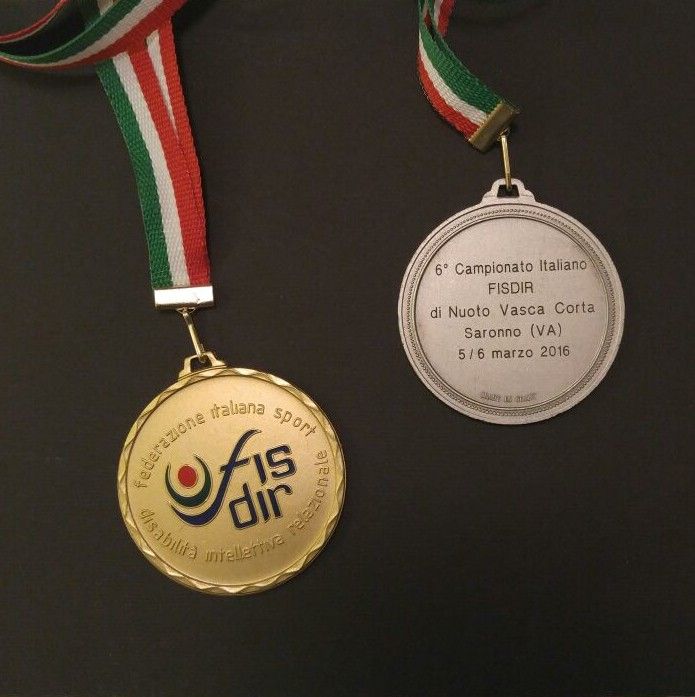 federazione italiana sport
fis
dir
disabilità intellettiva relazionale
6° Campionato Italiano
FISDIR
di Nuoto Vasca Corta
Saronno (VA)
5/6 marzo 2016